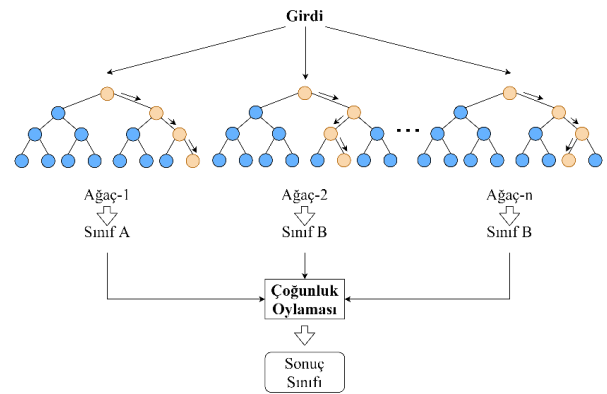 Girdi
Ağaç-1
Ağaç-2
Ağaç-n
Sınıf A
Sınıf B
Sınıf B
Çoğunluk
Oylaması
Sonuç
Sınıfı